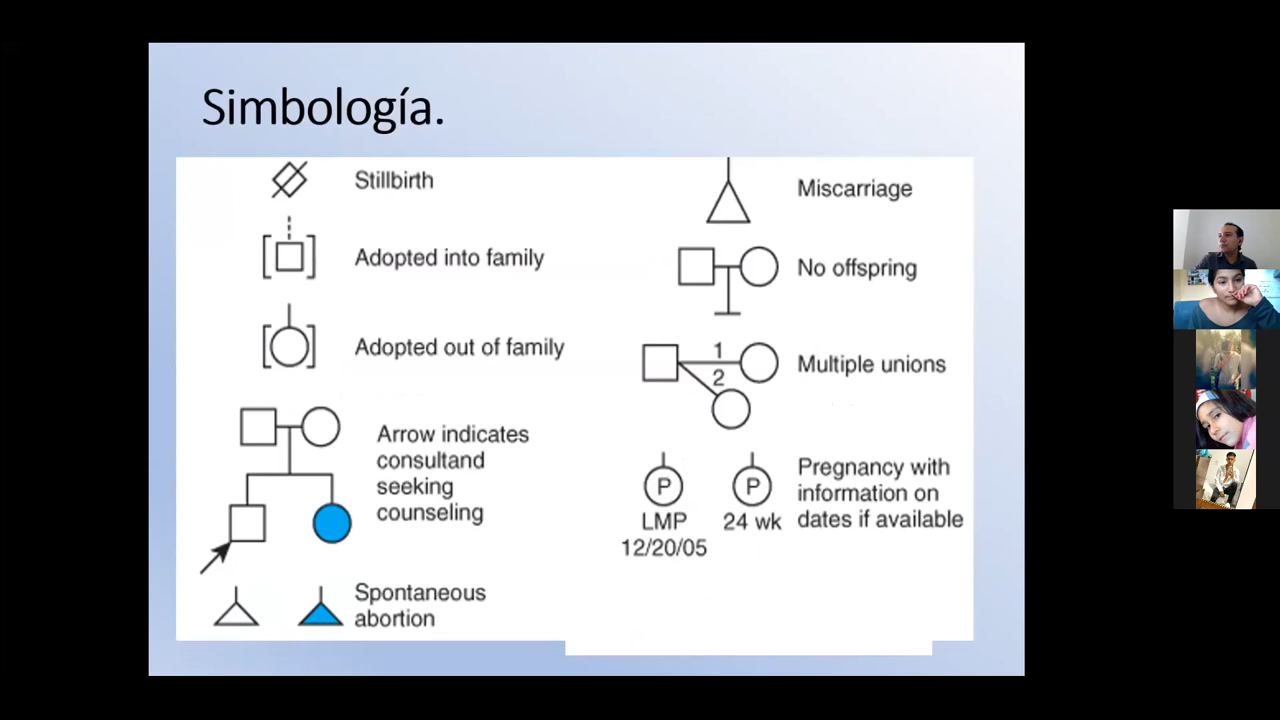 Simbología.
Stillbirth
Adopted into family
Adopted out of family
Arrow indicates
consultand
seeking
counseling
Spontaneous
abortion
Miscarriage
No offspring
1
2
Multiple unions
P P
LMP 24 wk
12/20/05
Pregnancy with
information on
dates if available